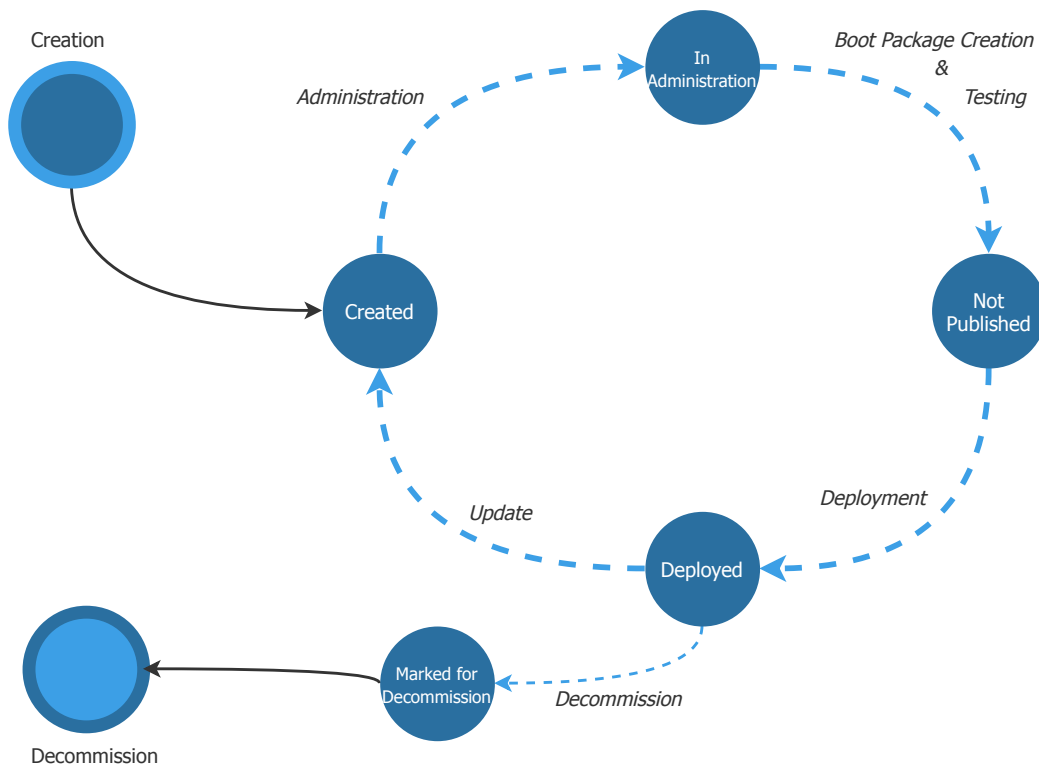 Creation
Administration
In
Administration
Boot Package Creation
&
Testing
Created
Not
Published
Update
Deployment
Deployed
Marked for
Decommission
Decommission
Decommission